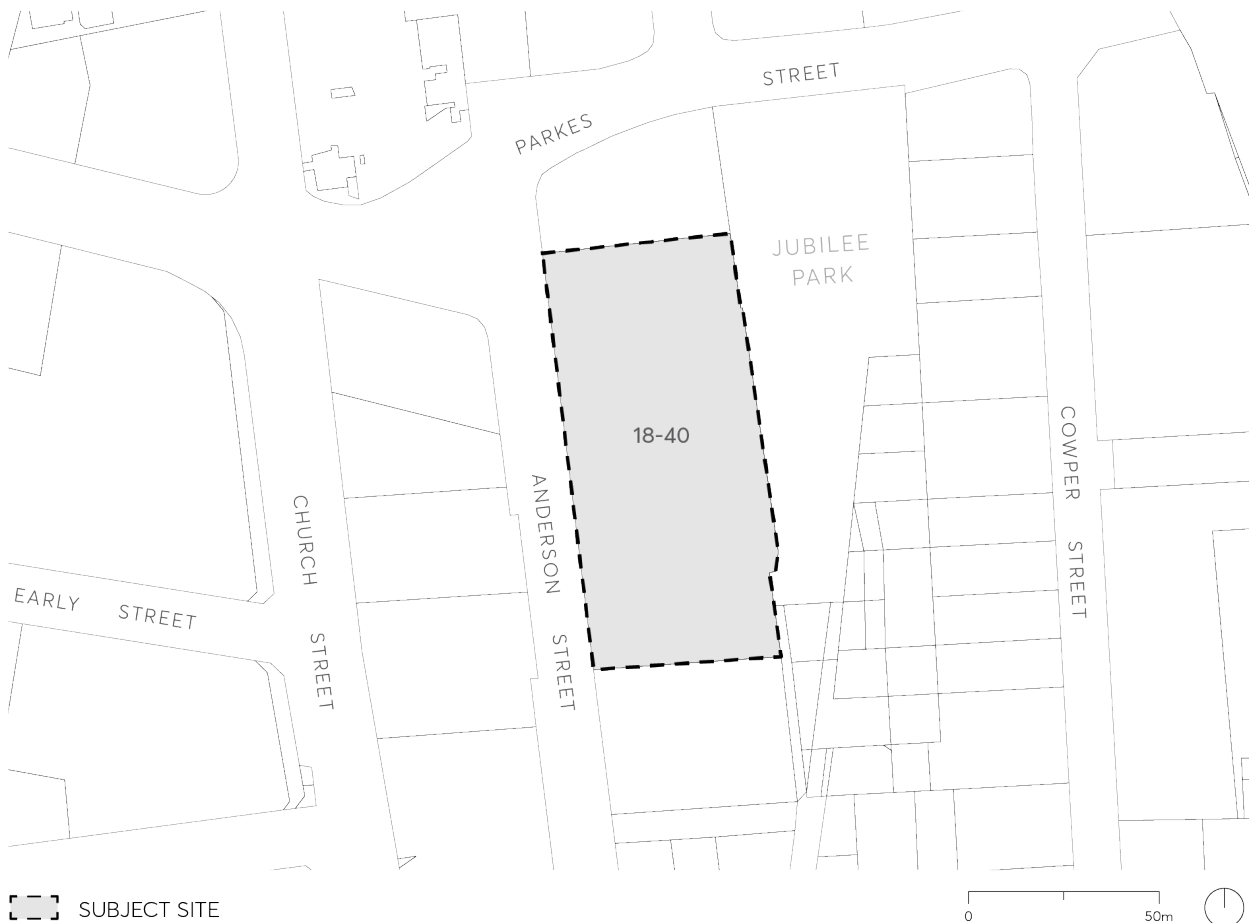 PARKES STREET
JUBILEE
PARK
18-40
CHURCH STREET
ANDERSON STREET
COWPER STREET
EARLY STREET
SUBJECT SITE
0 50m